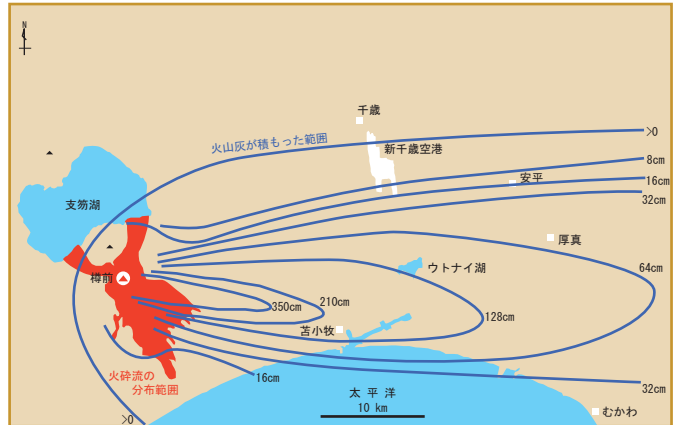 N
千歳
>0
火山灰が積もった範囲
新千歳空港
8cm
安平
16cm
32cm
支笏湖
厚真
ウトナイ湖
64cm
樽前
350cm
210cm
128cm
苫小牧
火砕流の
分布範囲
16cm
32cm
太平洋
10 km
>0
むかわ